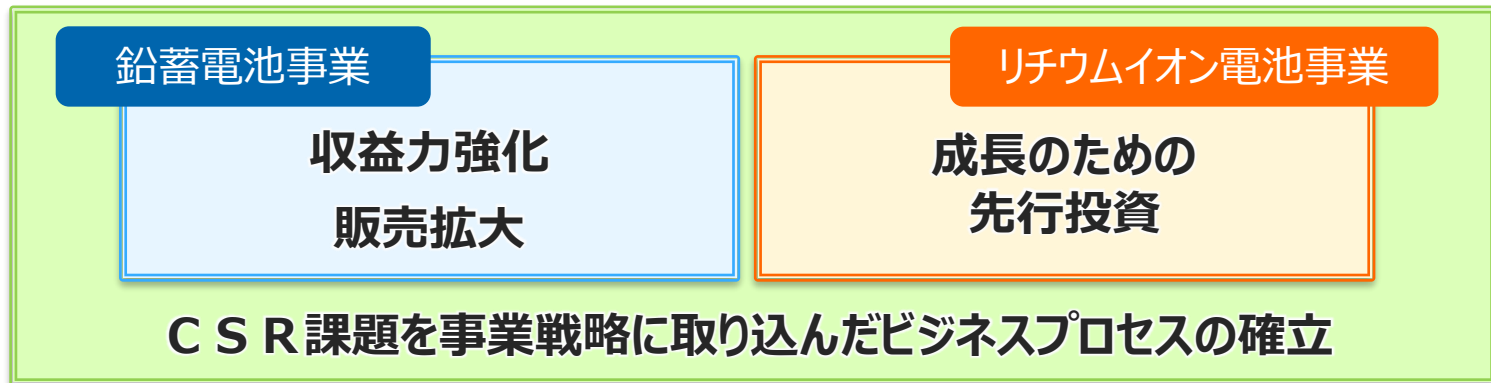 鉛蓄電池事業
収益力強化
販売拡大
リチウムイオン電池事業
成長のための
先行投資
ＣＳＲ課題を事業戦略に取り込んだビジネスプロセスの確立